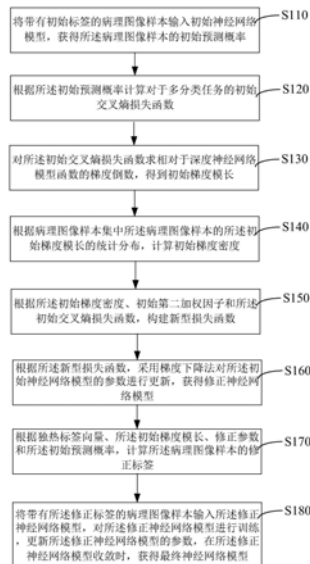 将带有初始标签的病理图像样本输入初始神经网络
模型，获得所述病理图像样本的初始预测概率
S110
根据所述初始预测概率计算对于多分类任务的初始
交叉熵损失函数
S120
对所述初始交叉熵损失函数求相对于深度神经网络
模型函数的梯度倒数，得到初始梯度模长
S130
根据病理图像样本集中所述病理图像样本的所述初
始梯度模长的统计分布，计算初始梯度密度
S140
根据所述初始梯度密度、初始第二加权因子和所述
初始交叉熵损失函数，构建新型损失函数
S150
根据所述新型损失函数，采用梯度下降法对所述
初始神经网络模型的参数进行更新，获得修正神经网
络模型
S160
根据独热标签向量、所述初始梯度模长、修正参数
和所述初始预测概率，计算所述病理图像样本的修
正标签
S170
将带有所述修正标签的病理图像样本输入所述修正
神经网络模型，对所述修正神经网络模型进行训
练，更新所述修正神经网络模型的参数，在所述修正
神经网络模型收敛时，获得最终神经网络模型
S180